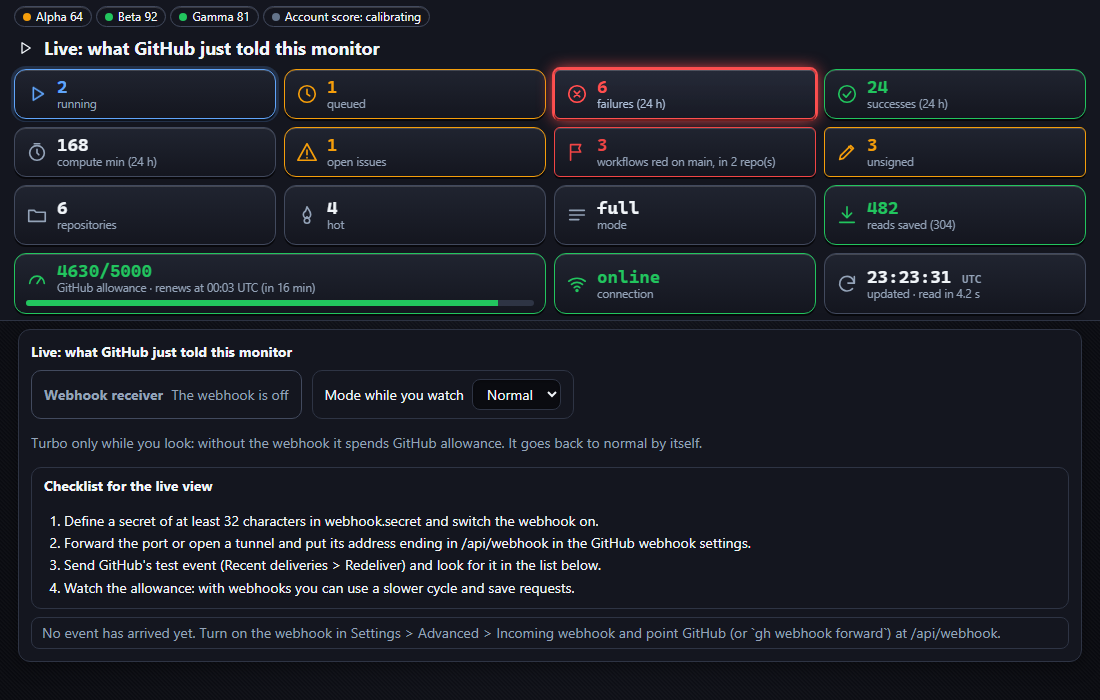 Alpha 64
Beta 92
Gamma 81
Account score: calibrating
Live: what GitHub just told this monitor
2
running
1
queued
6
failures (24 h)
24
successes (24 h)
168
compute min (24 h)
1
open issues
3
workflows red on main, in 2 repo(s)
3
unsigned
6
repositories
4
hot
full
mode
482
reads saved (304)
4630/5000
GitHub allowance · renews at 00:03 UTC (in 16 min)
online
connection
23:23:31 UTC
updated · read in 4.2 s
Live: what GitHub just told this monitor
Webhook receiver The webhook is off
Mode while you watch Normal
Turbo only while you look: without the webhook it spends GitHub allowance. It goes back to normal by itself.
Checklist for the live view
1. Define a secret of at least 32 characters in webhook.secret and switch the webhook on.
2. Forward the port or open a tunnel and put its address ending in /api/webhook in the GitHub webhook settings.
3. Send GitHub's test event (Recent deliveries > Redeliver) and look for it in the list below.
4. Watch the allowance: with webhooks you can use a slower cycle and save requests.
No event has arrived yet. Turn on the webhook in Settings > Advanced > Incoming webhook and point GitHub (or `gh webhook forward`) at /api/webhook.